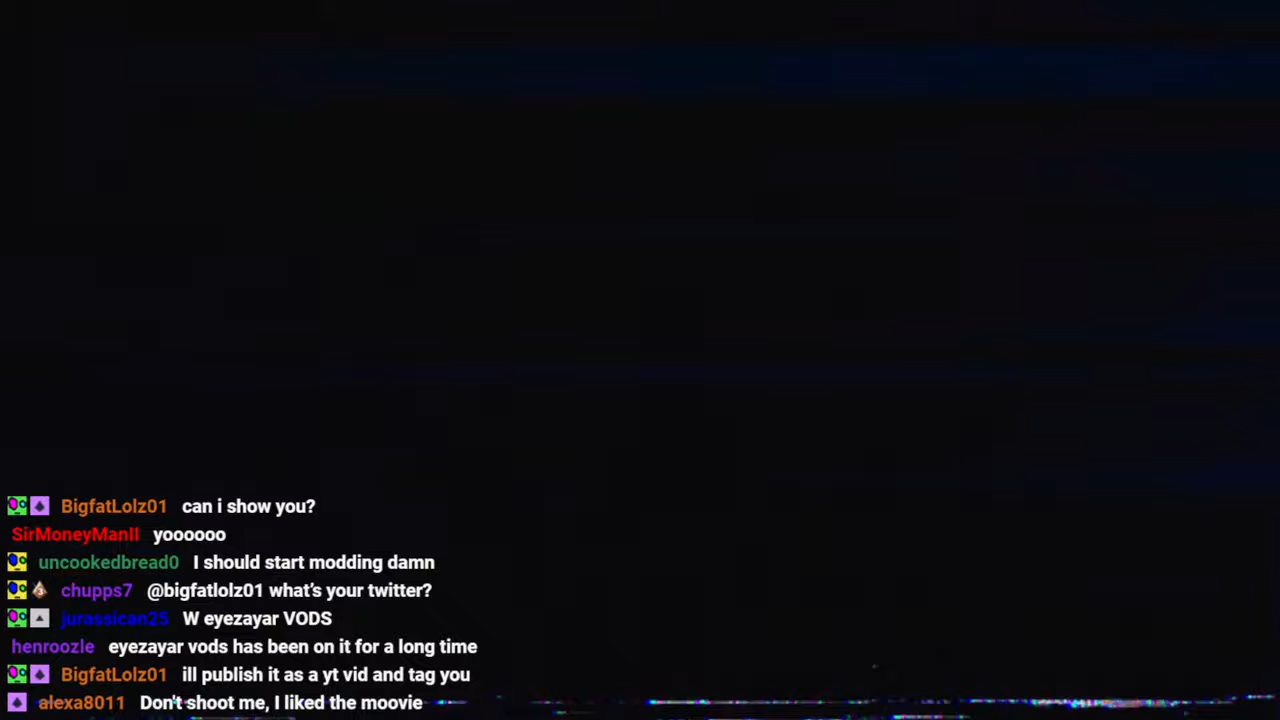 BigfatLolz01 can i show you?
SirMoneyManII yoooooo
uncookedbread0 I should start modding damn
chupps7 @bigfatlolz01 what's your twitter?
jurassican25 W eyezayar VODS
henroozle eyezayar vods has been on it for a long time
BigfatLolz01 ill publish it as a yt vid and tag you
alexa8011 Don't shoot me, I liked the moovie